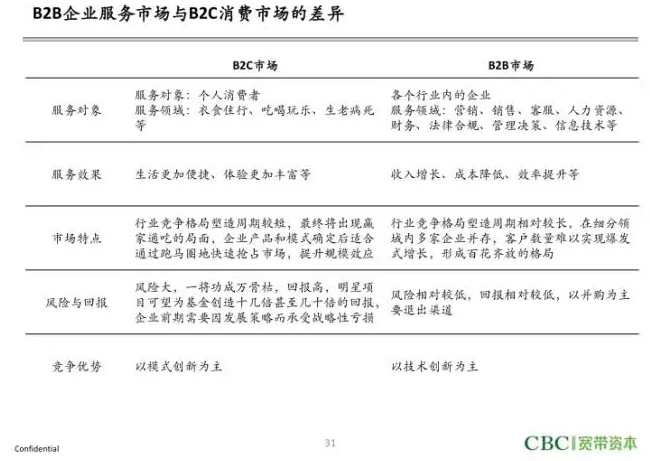 B2B企业服务市场与B2C消费市场的差异
B2C市场
B2B市场
服务对象
服务对象：个人消费者
服务领域：衣食住行、吃喝玩乐、生老病死
等
各个行业内的企业
服务领域：营销、销售、客服、人力资源、
财务、法律合规、管理决策、信息技术等
服务效果
生活更加便捷、体验更加丰富等
收入增长、成本降低、效率提升等
市场特点
行业竞争格局塑造周期较短，最终将出现赢
家通吃的局面，企业产品和模式确定后适合
通过跑马圈地快速抢占市场，提升规模效应
行业竞争格局塑造周期相对较长，在细分领
域内多家企业并存，客户数量难以实现爆发
式增长，形成百花齐放的格局
风险与回报
风险大，一将功成万骨枯，回报高，明星项
目可望为基金创造十几倍甚至几十倍的回报，
企业前期需要因发展策略而承受战略性亏损
风险相对较低，回报相对较低，以并购为主
要退出渠道
竞争优势
以模式创新为主
以技术创新为主
Confidential
31
CBC宽带资本